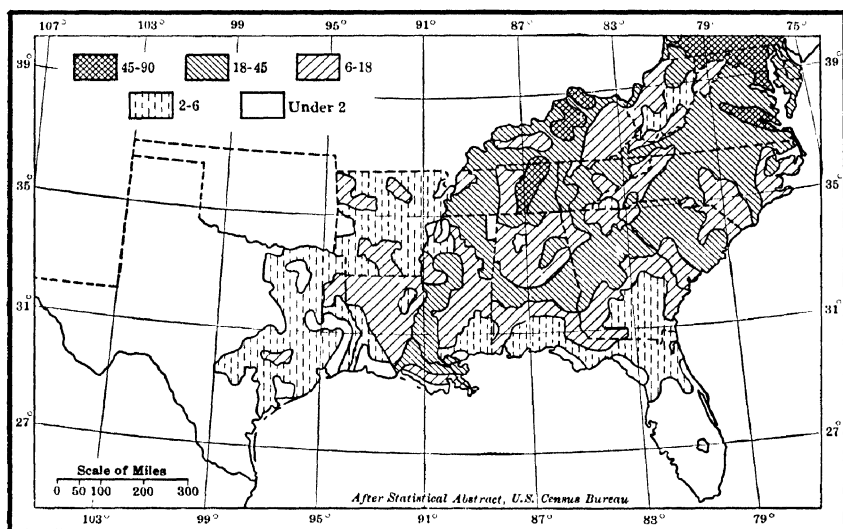 107° 103° 99° 95° 91° 87° 83° 79° 75°
39° 39°
45-90 18-45 6-18
2-6 Under 2
35° 35°
31° 31°
27° 27°
Scale of Miles
0 50 100 200 300
After Statistical Abstract, U.S. Census Bureau
103° 99° 95° 91° 87° 83° 79°